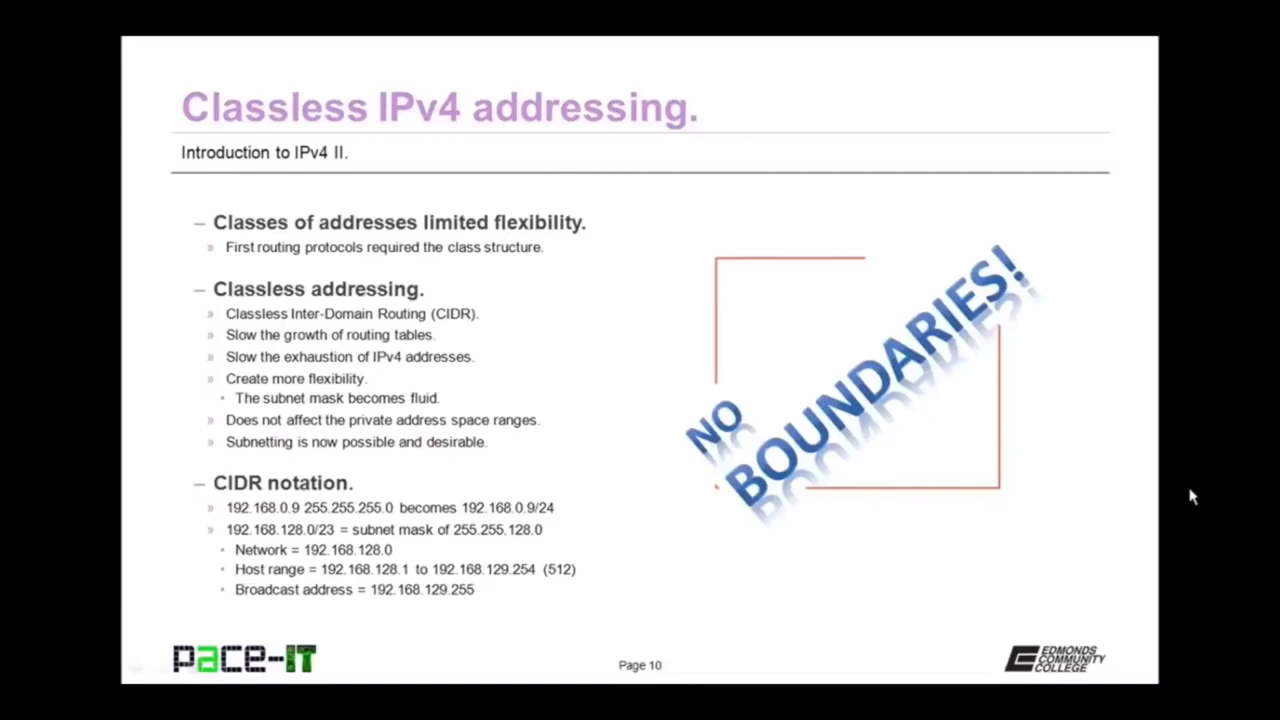 Classless IPv4 addressing.
Introduction to IPv4 II.
– Classes of addresses limited flexibility.
» First routing protocols required the class structure.
– Classless addressing.
» Classless Inter-Domain Routing (CIDR).
» Slow the growth of routing tables.
» Slow the exhaustion of IPv4 addresses.
» Create more flexibility.
• The subnet mask becomes fluid.
» Does not affect the private address space ranges.
» Subnetting is now possible and desirable.
– CIDR notation.
» 192.168.0.9 255.255.255.0 becomes 192.168.0.9/24
» 192.168.128.0/23 = subnet mask of 255.255.128.0
• Network = 192.168.128.0
• Host range = 192.168.128.1 to 192.168.129.254 (512)
• Broadcast address = 192.168.129.255
NO
BOUNDARIES!
pace-IT
Page 10
EDMONDS
COMMUNITY
COLLEGE